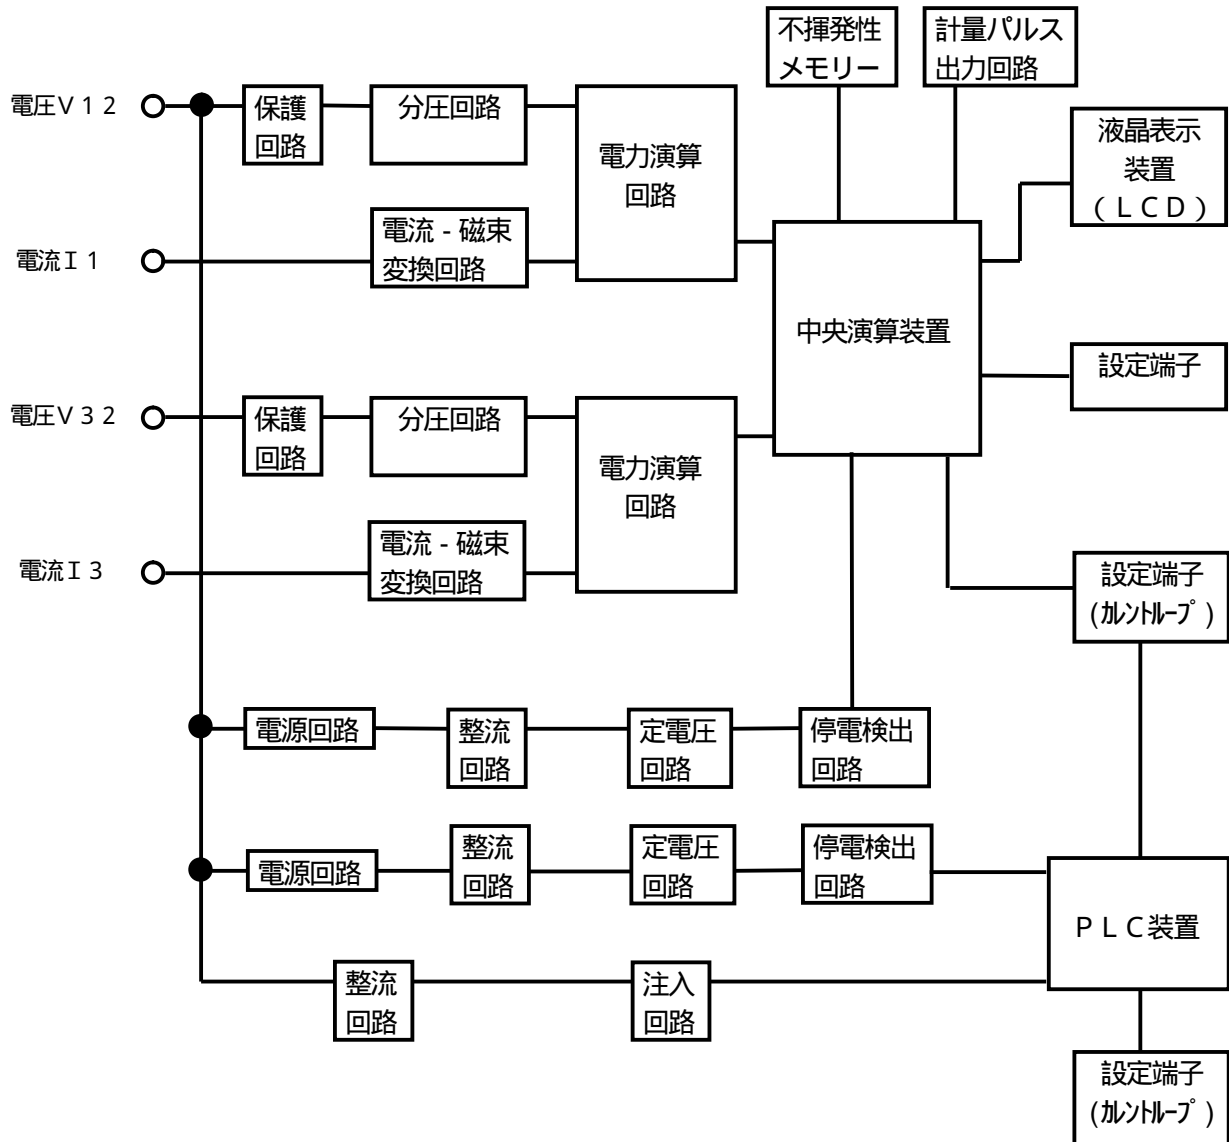 不揮発性
メモリー
計量パルス
出力回路
電圧V12
保護
回路
分圧回路
電力演算
回路
液晶表示
装置
(LCD)
電流I1
電流-磁束
変換回路
中央演算装置
設定端子
電圧V32
保護
回路
分圧回路
電力演算
回路
電流I3
電流-磁束
変換回路
設定端子
(カレントループ)
電源回路
整流
回路
定電圧
回路
停電検出
回路
電源回路
整流
回路
定電圧
回路
停電検出
回路
PLC装置
整流
回路
注入
回路
設定端子
(カレントループ)